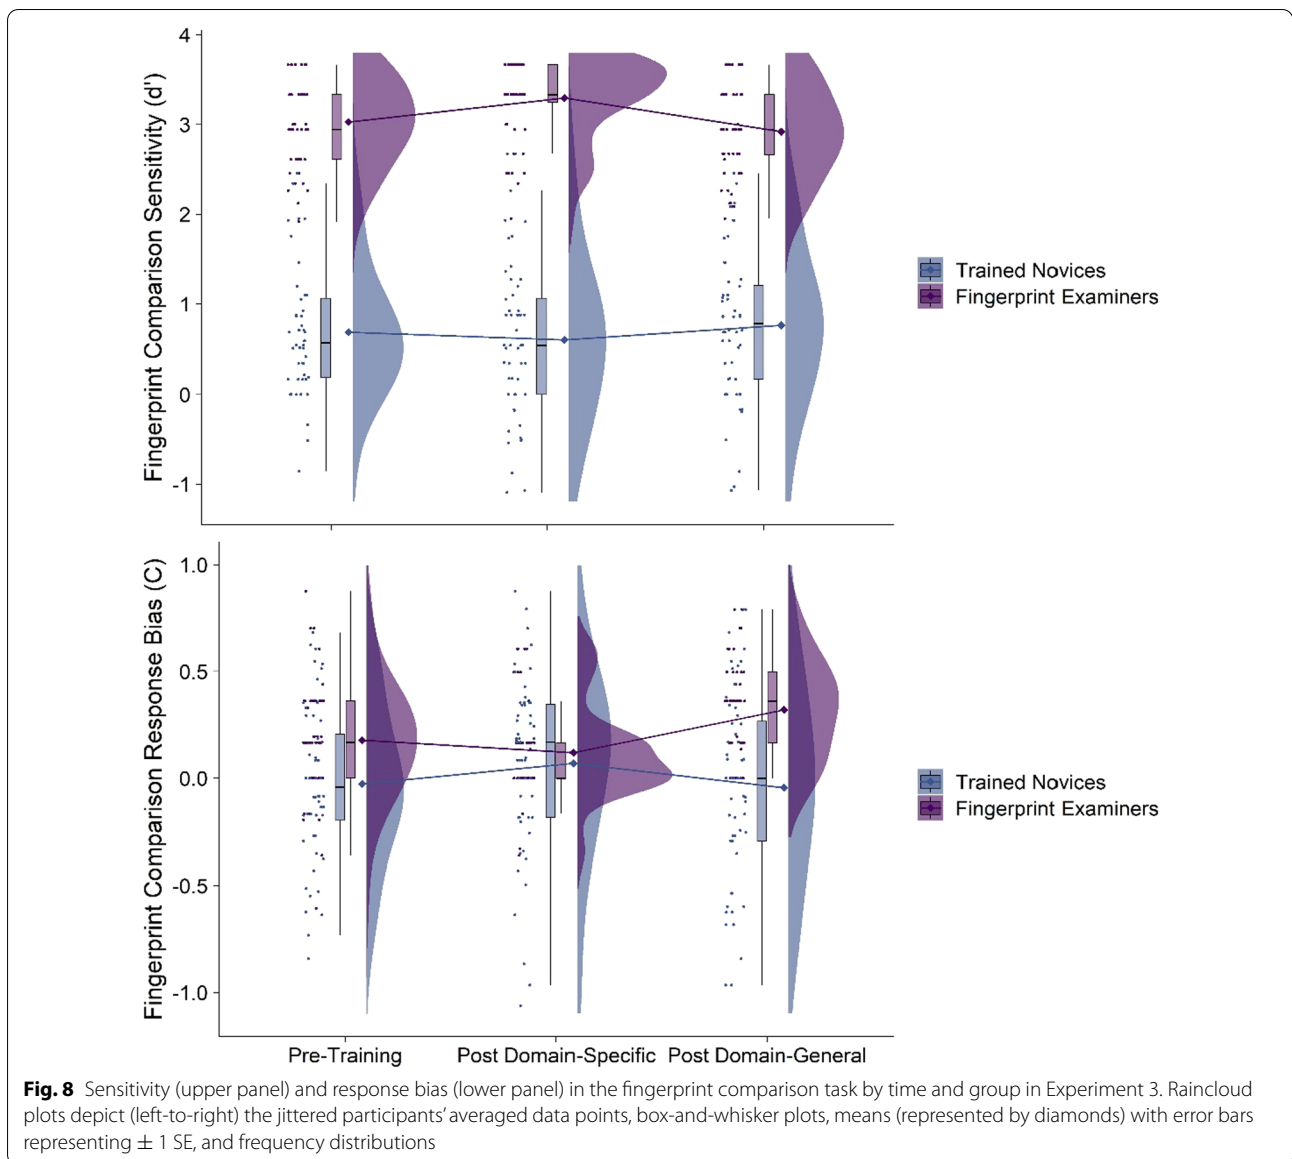 Fingerprint Comparison Sensitivity (d')
4
3
2
1
0
-1
Trained Novices
Fingerprint Examiners
Fingerprint Comparison Response Bias (C)
1.0
0.5
0.0
-0.5
-1.0
Trained Novices
Fingerprint Examiners
Pre-Training
Post Domain-Specific
Post Domain-General
Fig. 8 Sensitivity (upper panel) and response bias (lower panel) in the fingerprint comparison task by time and group in Experiment 3. Raincloud
plots depict (left-to-right) the jittered participants’ averaged data points, box-and-whisker plots, means (represented by diamonds) with error bars
representing ± 1 SE, and frequency distributions